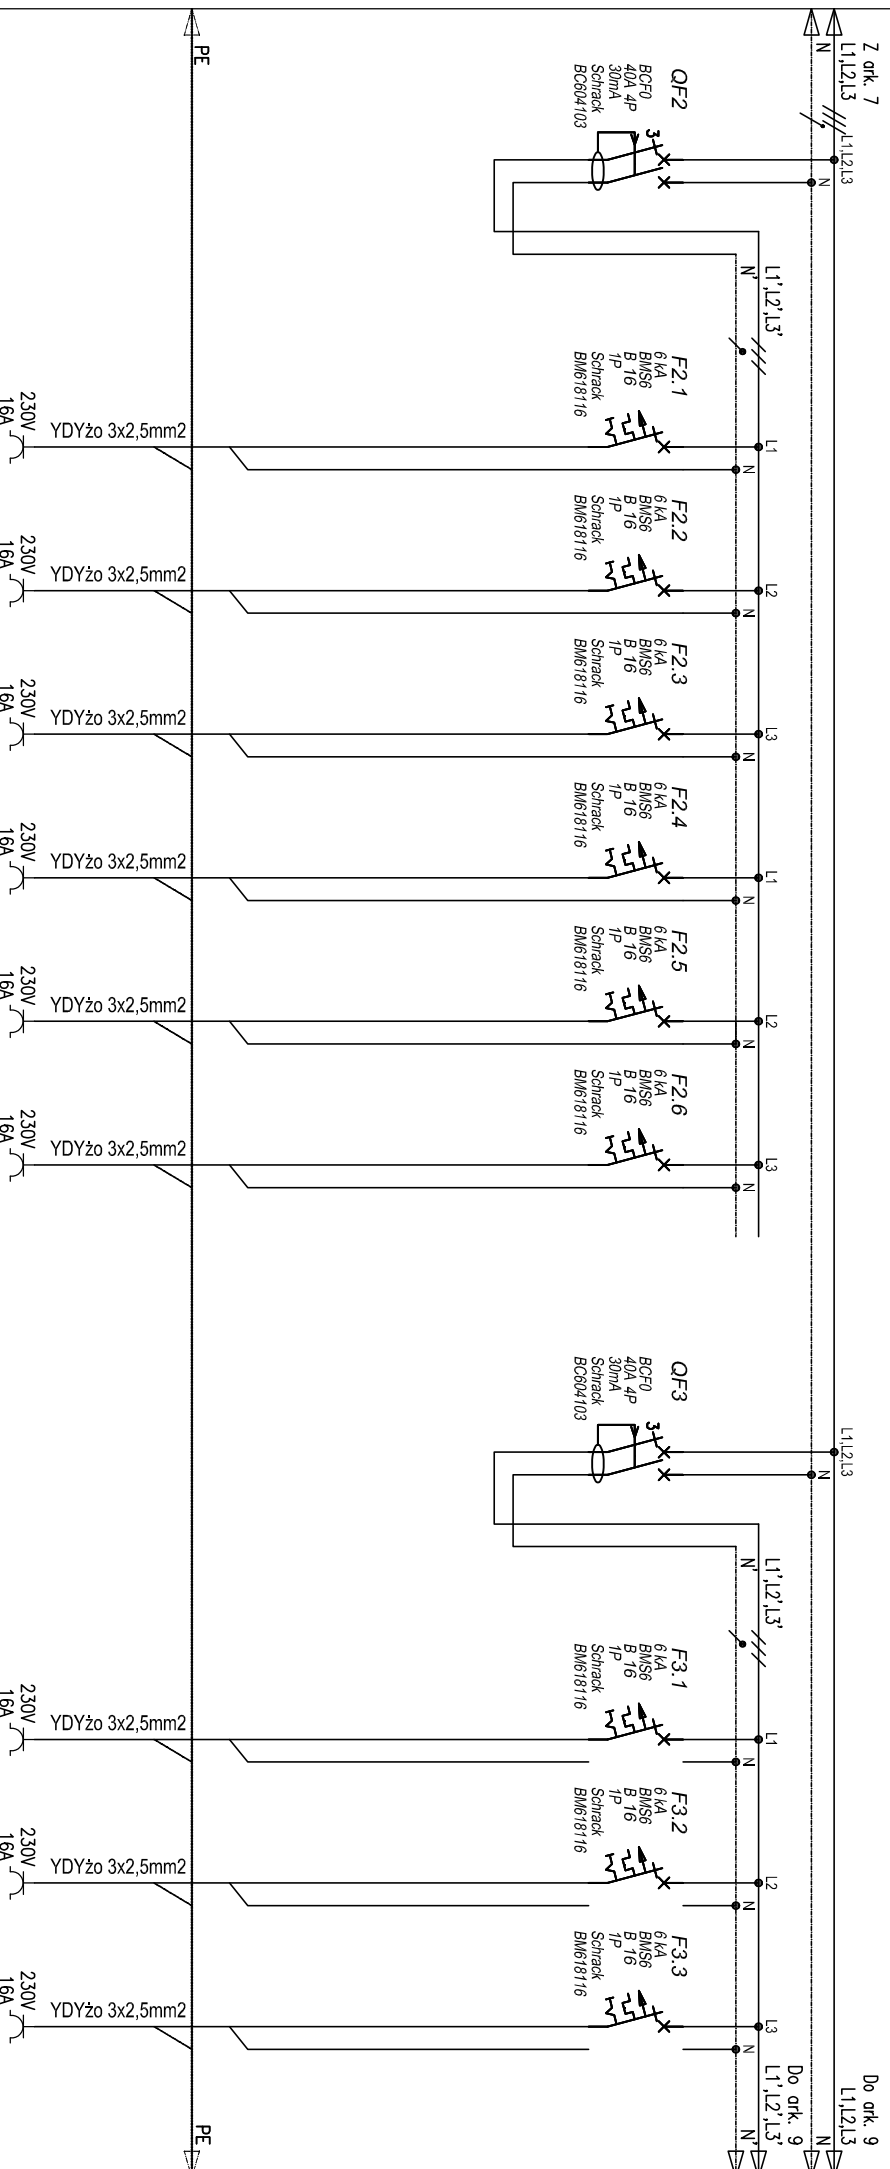 Z ark. 7
L1,L2,L3
N
L1,L2,L3
N
QF2
BCF0
40A 4P
30mA
Schrack
BC604103
3
L1',L2',L3'
N'
F2.1
6 kA
BMS6
B 16
1P
Schrack
BM618116
L1
N
F2.2
6 kA
BMS6
B 16
1P
Schrack
BM618116
L2
N
F2.3
6 kA
BMS6
B 16
1P
Schrack
BM618116
L3
N
F2.4
6 kA
BMS6
B 16
1P
Schrack
BM618116
L1
N
F2.5
6 kA
BMS6
B 16
1P
Schrack
BM618116
L2
N
F2.6
6 kA
BMS6
B 16
1P
Schrack
BM618116
L3
N
L1,L2,L3
N
QF3
BCF0
40A 4P
30mA
Schrack
BC604103
3
L1',L2',L3'
N'
F3.1
6 kA
BMS6
B 16
1P
Schrack
BM618116
L1
N
F3.2
6 kA
BMS6
B 16
1P
Schrack
BM618116
L2
N
F3.3
6 kA
BMS6
B 16
1P
Schrack
BM618116
L3
N
Do ark. 9
L1,L2,L3
N
Do ark. 9
L1',L2',L3'
N'
PE
PE
YDYżo 3x2,5mm2
230V
16A
YDYżo 3x2,5mm2
230V
16A
YDYżo 3x2,5mm2
230V
16A
YDYżo 3x2,5mm2
230V
16A
YDYżo 3x2,5mm2
230V
16A
YDYżo 3x2,5mm2
230V
16A
YDYżo 3x2,5mm2
230V
16A
YDYżo 3x2,5mm2
230V
16A
YDYżo 3x2,5mm2
230V
16A